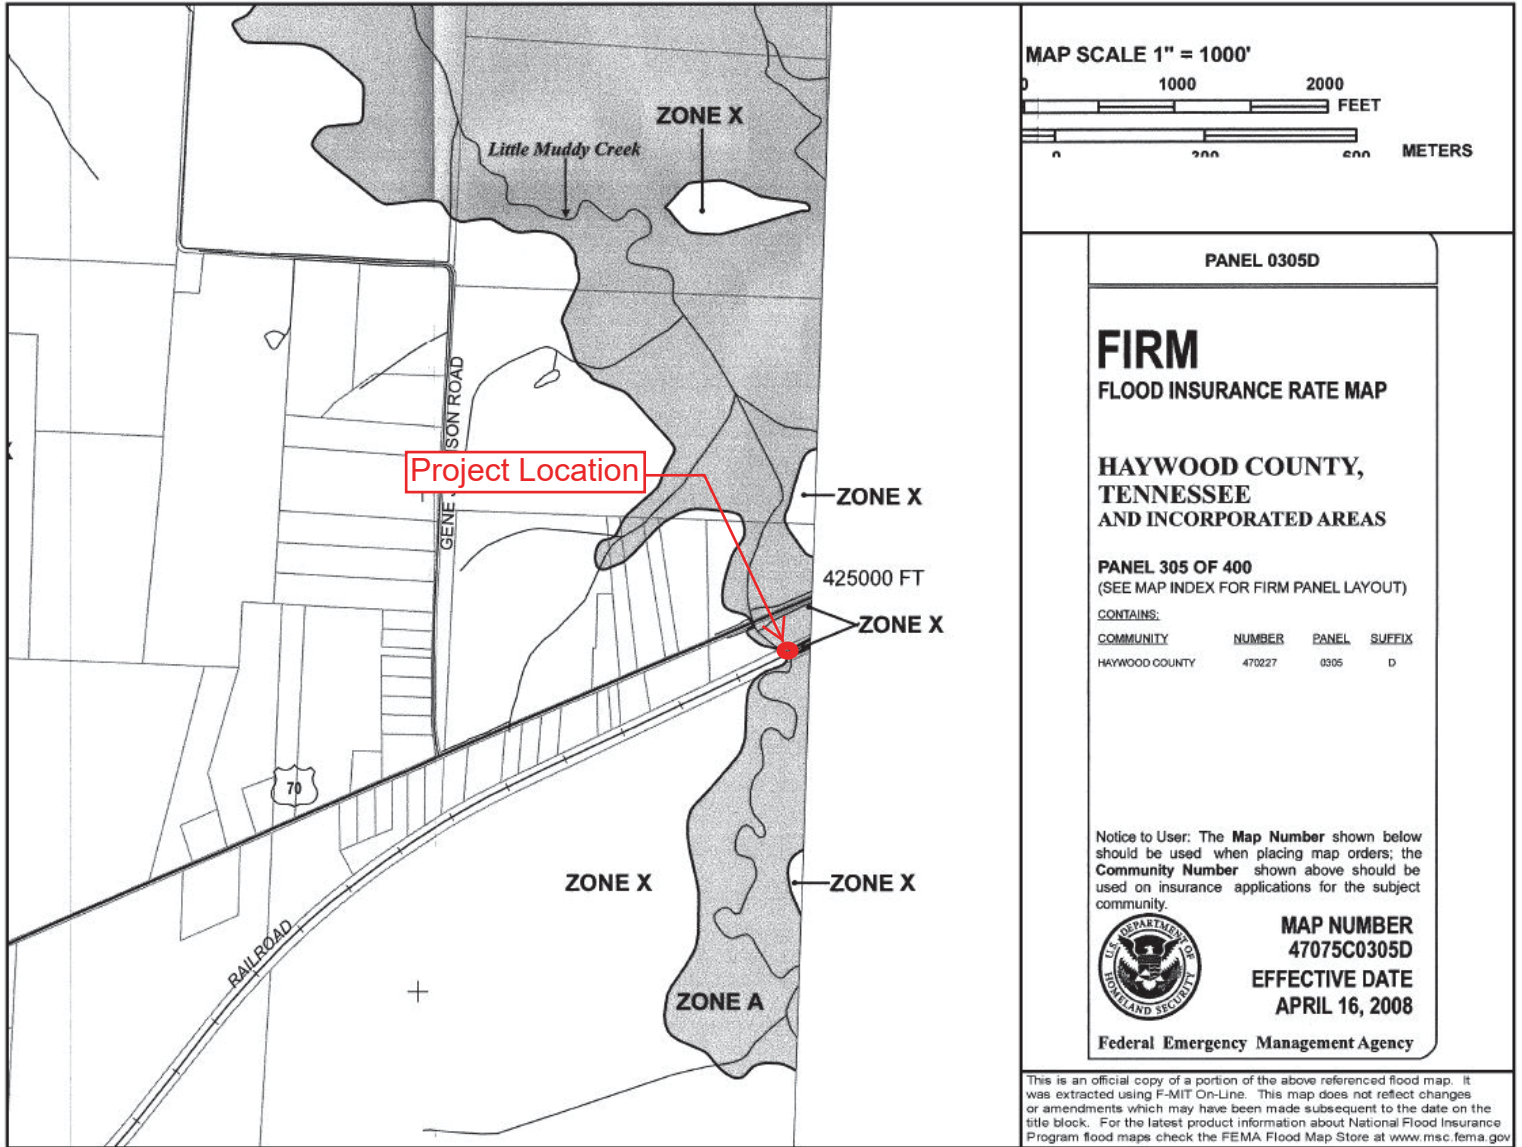 ZONE X
Little Muddy Creek
SON ROAD
Project Location
GENE
ZONE X
425000 FT
ZONE X
70
ZONE X
ZONE X
RAILROAD
ZONE A
MAP SCALE 1" = 1000'
0 1000 2000
FEET
METERS
0 300 600
PANEL 0305D
FIRM
FLOOD INSURANCE RATE MAP
HAYWOOD COUNTY,
TENNESSEE
AND INCORPORATED AREAS
PANEL 305 OF 400
(SEE MAP INDEX FOR FIRM PANEL LAYOUT)
CONTAINS:
COMMUNITY NUMBER PANEL SUFFIX
HAYWOOD COUNTY 470227 0305 D
Notice to User: The Map Number shown below
should be used when placing map orders; the
Community Number shown above should be
used on insurance applications for the subject
community.
U.S. DEPARTMENT OF HOMELAND SECURITY
MAP NUMBER
47075C0305D
EFFECTIVE DATE
APRIL 16, 2008
Federal Emergency Management Agency
This is an official copy of a portion of the above referenced flood map. It
was extracted using F-MIT On-Line. This map does not reflect changes
or amendments which may have been made subsequent to the date on the
title block. For the latest product information about National Flood Insurance
Program flood maps check the FEMA Flood Map Store at www.msc.fema.gov